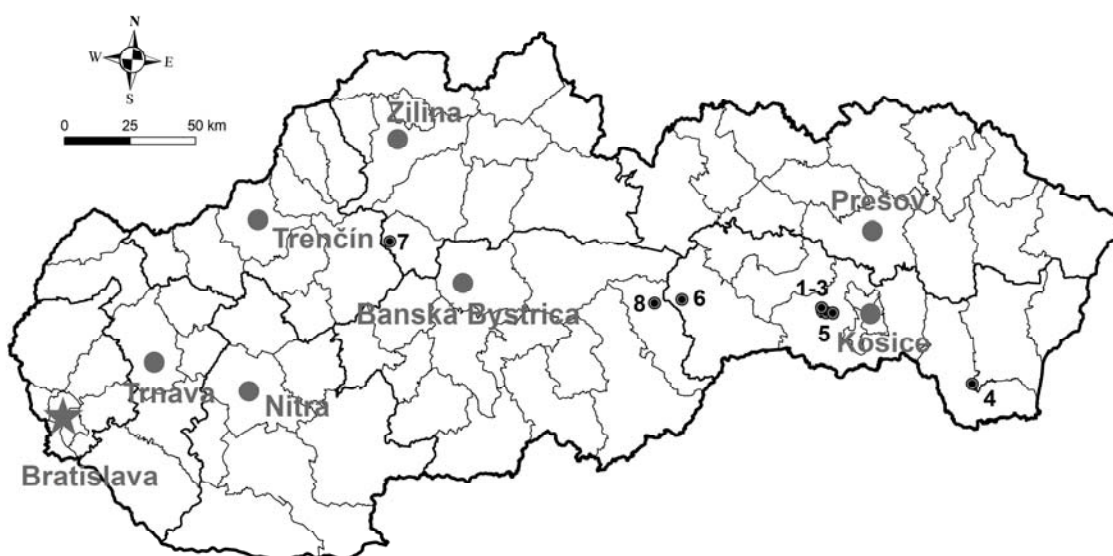 N
W E
S
0 25 50 km
Žilina
Prešov
Trenčín
7
Banská Bystrica
8
6
1-3
5
Košice
4
Trnava
Nitra
Bratislava